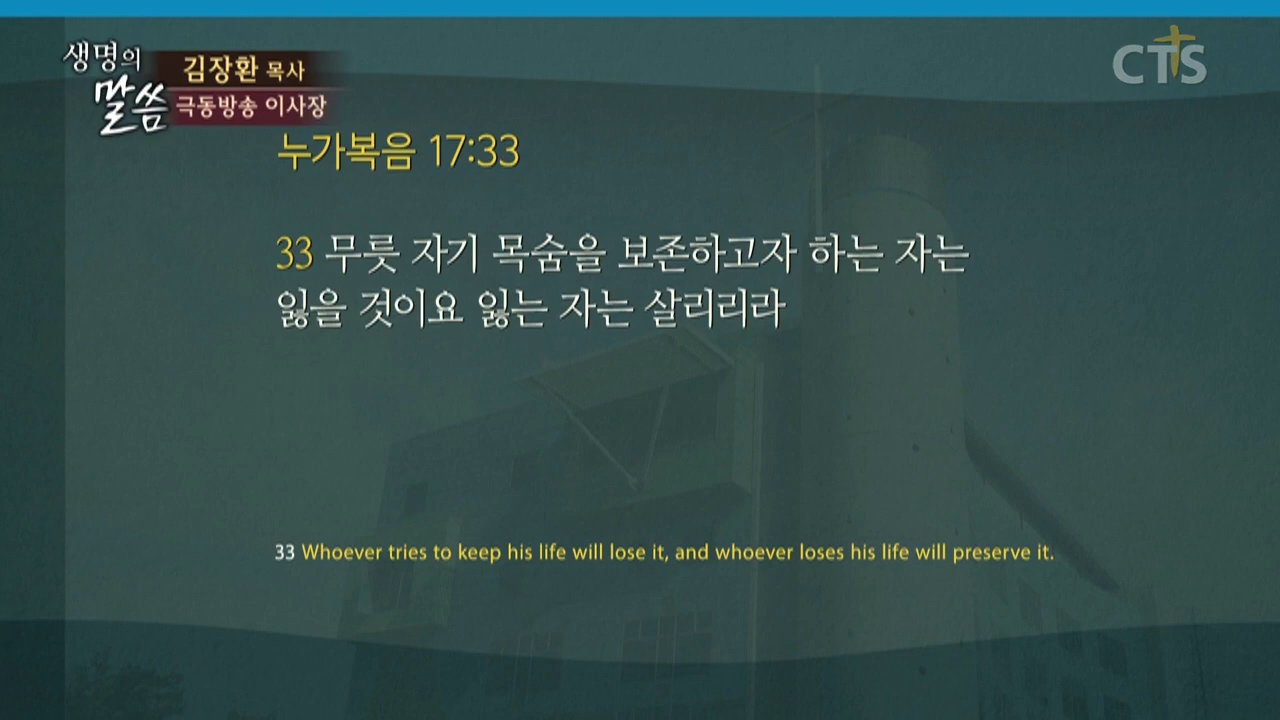 생명의 말씀
김장환 목사
극동방송 이사장
CTS
누가복음 17:33
33 무릇 자기 목숨을 보존하고자 하는 자는
잃을 것이요 잃는 자는 살리리라
33 Whoever tries to keep his life will lose it, and whoever loses his life will preserve it.